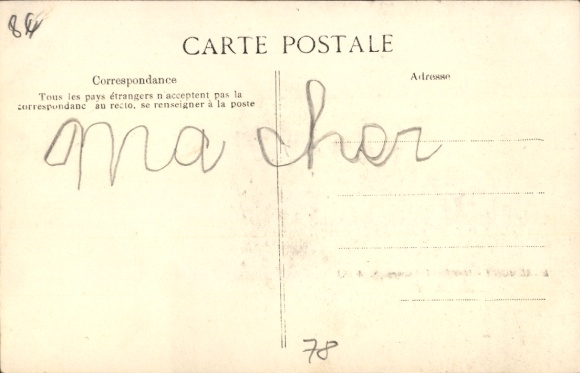 84
CARTE POSTALE
Correspondance
Tous les pays étrangers n'acceptent pas la
correspondanc au recto, se renseigner à la poste
Adresse
Ma cher
78